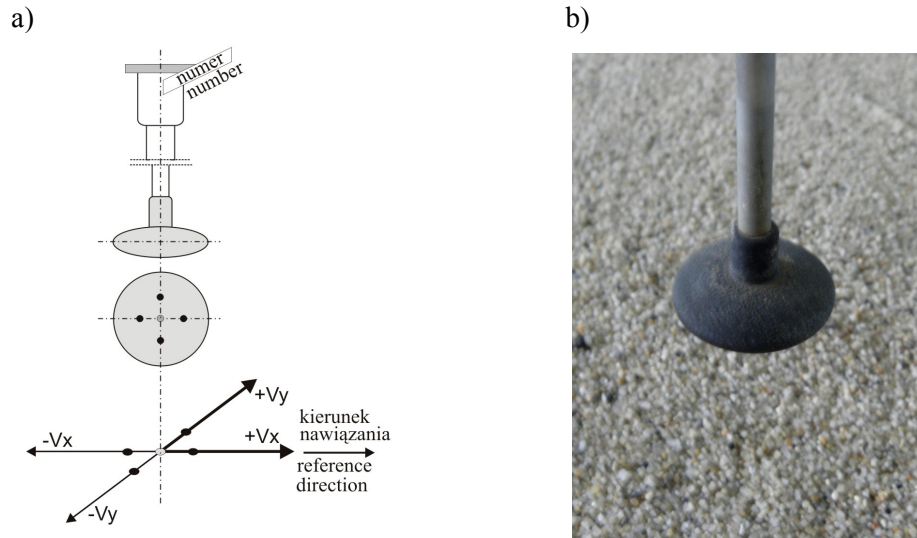 a)
b)
numer
number
+Vy
-Vx
+Vx
-Vy
kierunek
nawiązania
reference
direction